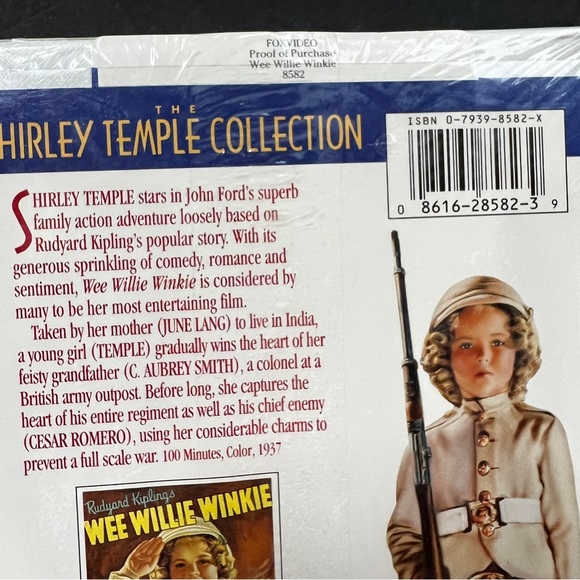 FOXVIDEO
Proof of Purchase
Wee Willie Winkie
8582
THE
HIRLEY TEMPLE COLLECTION
ISBN 0-7939-8582-X
0 8616-28582-3 9
SHIRLEY TEMPLE stars in John Ford's superb
family action adventure loosely based on
Rudyard Kipling's popular story. With its
generous sprinkling of comedy, romance and
sentiment, Wee Willie Winkie is considered by
many to be her most entertaining film.
Taken by her mother (JUNE LANG) to live in India,
a young girl (TEMPLE) gradually wins the heart of her
feisty grandfather (C. AUBREY SMITH), a colonel at a
British army outpost. Before long, she captures the
heart of his entire regiment as well as his chief enemy
(CESAR ROMERO), using her considerable charms to
prevent a full scale war. 100 Minutes, Color, 1937
Rudyard Kipling's
WEE WILLIE WINKIE